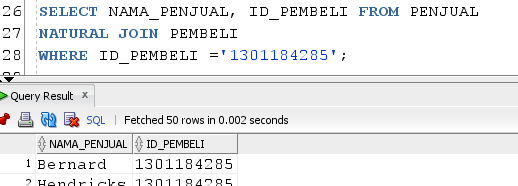 26 SELECT NAMA_PENJUAL, ID_PEMBELI FROM PENJUAL
27 NATURAL JOIN PEMBELI
28 WHERE ID_PEMBELI ='1301184285';
Query Result x
SQL | Fetched 50 rows in 0.002 seconds
NAMA_PENJUAL ID_PEMBELI
1 Bernard 1301184285
2 Hendricks 1301184285